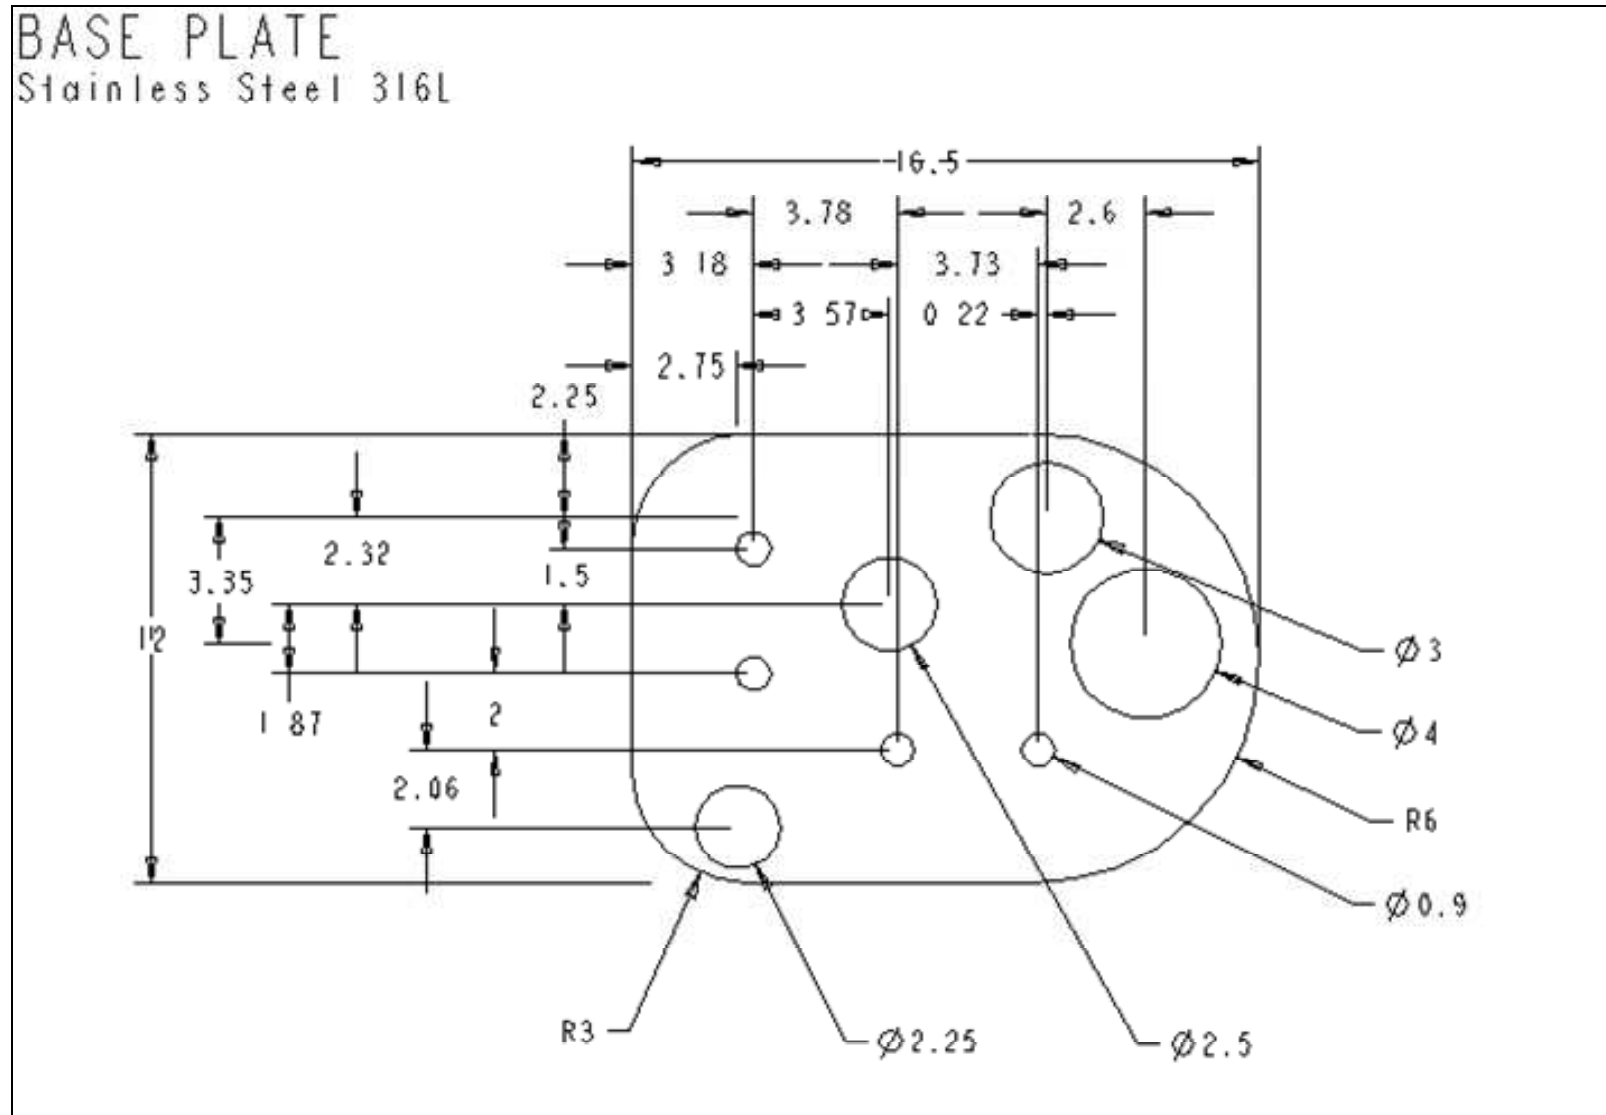 BASE PLATE
Stainless Steel 316L
16.5
3.78
2.6
3 18
3.73
3 57
0 22
2.75
2.25
2.32
1.5
3.35
12
1 87
2
2.06
Ø3
Ø4
R6
Ø0.9
R3
Ø2.25
Ø2.5